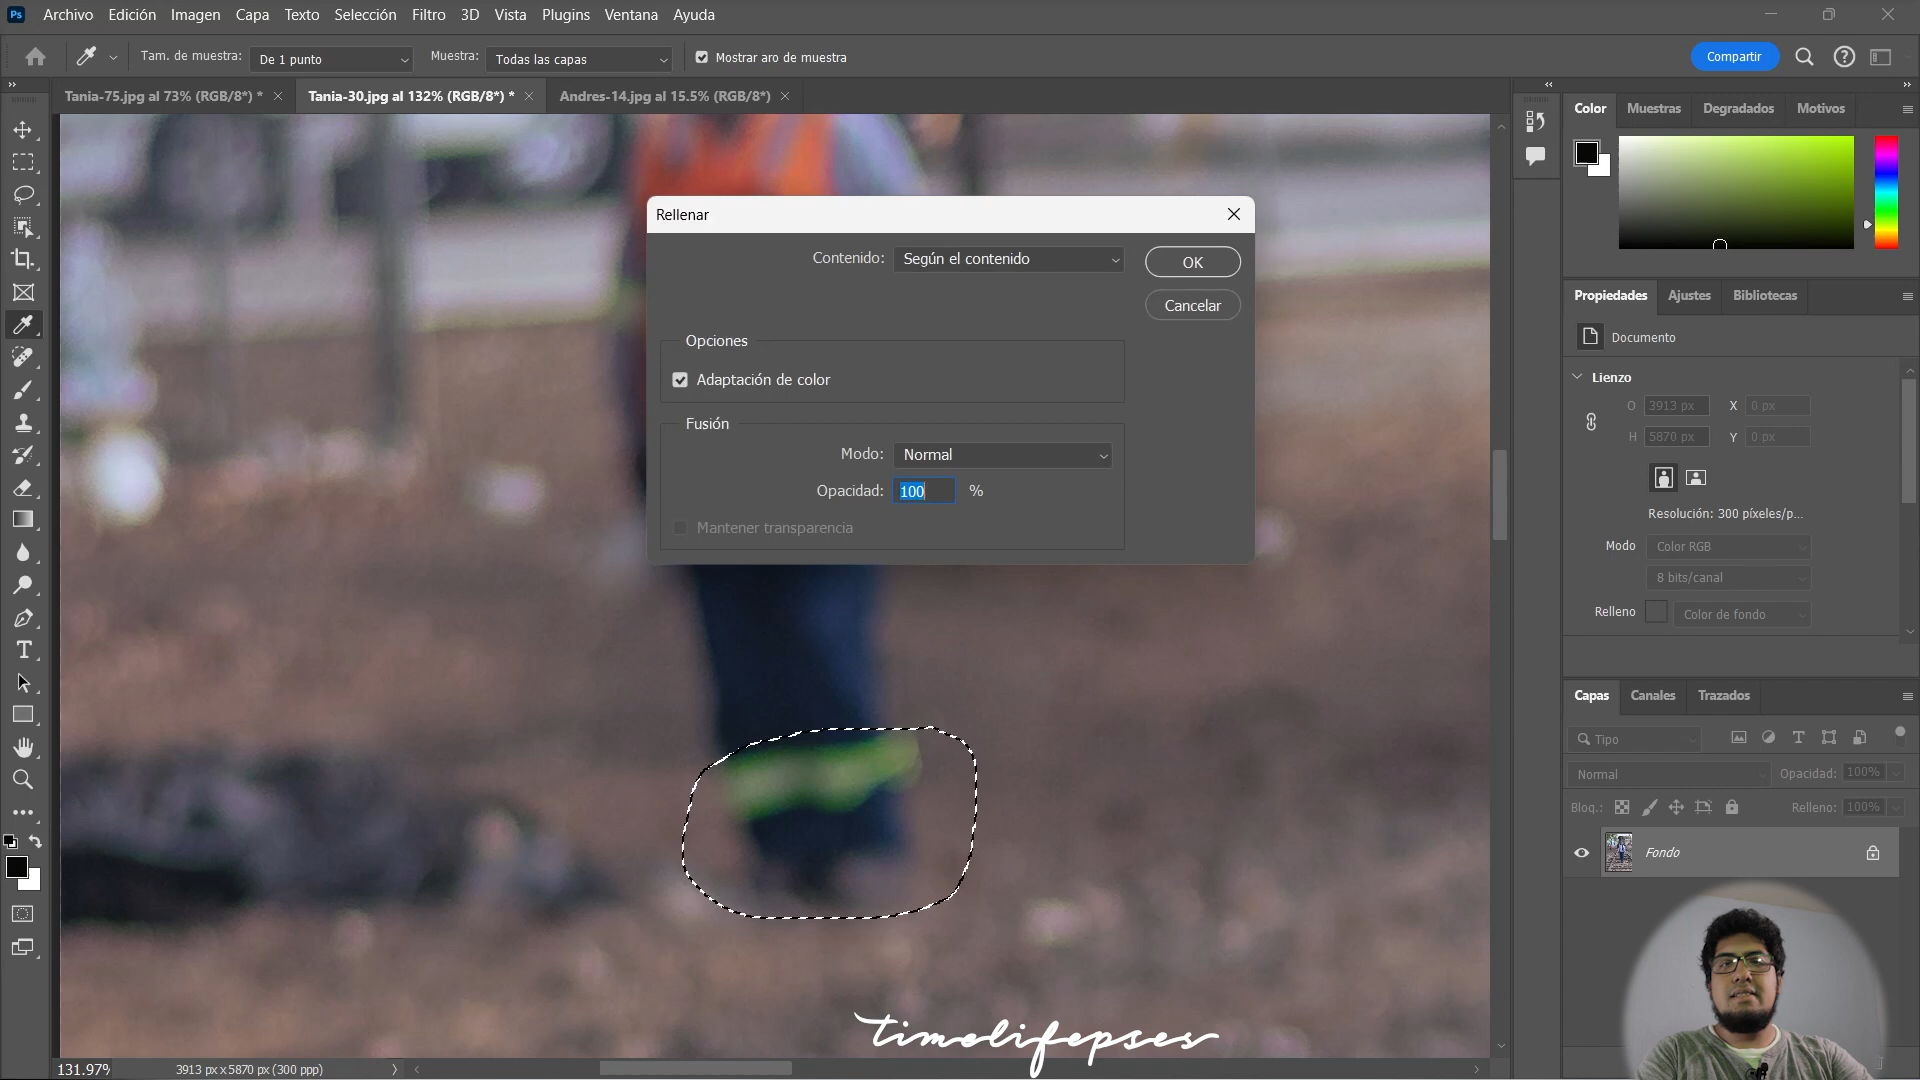 Ps Archivo Edición Imagen Capa Texto Selección Filtro 3D Vista Plugins Ventana Ayuda
Tam. de muestra: De 1 punto Muestra: Todas las capas Mostrar aro de muestra Compartir
Tania-75.jpg al 73% (RGB/8*) * Tania-30.jpg al 132% (RGB/8*) * Andres-14.jpg al 15.5% (RGB/8*)
Color Muestras Degradados Motivos
Rellenar
Contenido: Según el contenido
OK
Cancelar
Opciones
Adaptación de color
Fusión
Modo: Normal
Opacidad: 100 %
Mantener transparencia
Propiedades Ajustes Bibliotecas
Documento
Lienzo
O 3913 px X 0 px
H 5870 px Y 0 px
Resolución: 300 píxeles/p...
Modo Color RGB
8 bits/canal
Relleno Color de fondo
Capas Canales Trazados
Tipo
Normal Opacidad: 100%
Bloq.: Relleno: 100%
Fondo
timelifepses
131.97% 3913 px x 5870 px (300 ppp)